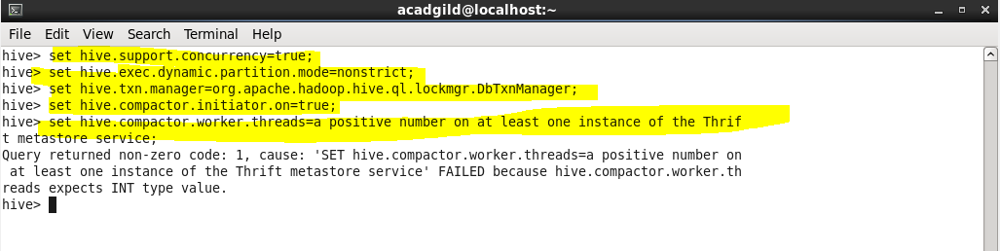 acadgild@localhost:~
File Edit View Search Terminal Help
hive> set hive.support.concurrency=true;
hive> set hive.exec.dynamic.partition.mode=nonstrict;
hive> set hive.txn.manager=org.apache.hadoop.hive.ql.lockmgr.DbTxnManager;
hive> set hive.compactor.initiator.on=true;
hive> set hive.compactor.worker.threads=a positive number on at least one instance of the Thrif
t metastore service;
Query returned non-zero code: 1, cause: 'SET hive.compactor.worker.threads=a positive number on
 at least one instance of the Thrift metastore service' FAILED because hive.compactor.worker.th
reads expects INT type value.
hive>